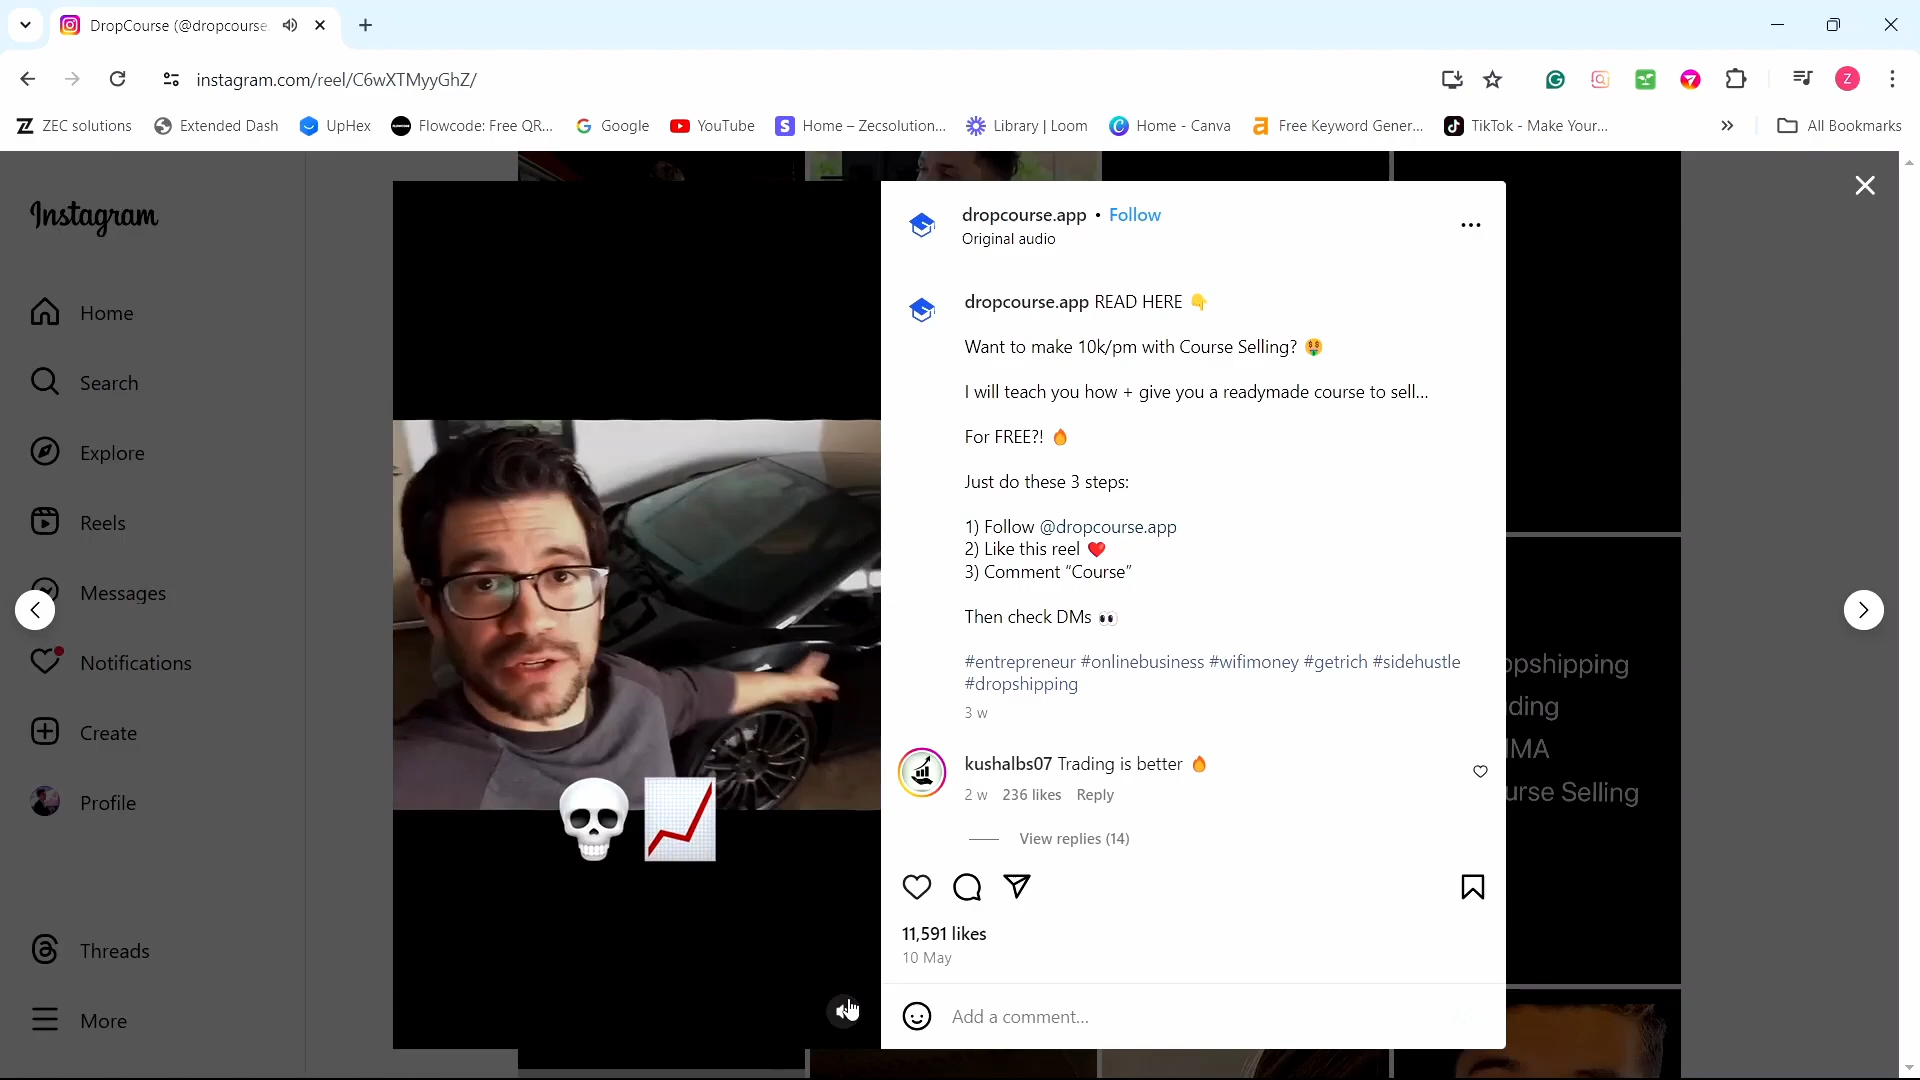 DropCourse (@dropcourse.
instagram.com/reel/C6wXTMyyGhZ/
Z
ZEC solutions
Extended Dash
UpHex
Flowcode: Free QR...
Google
YouTube
Home – Zecsolution...
Library | Loom
Home - Canva
Free Keyword Gener...
TikTok - Make Your...
All Bookmarks
Instagram
Home
Search
Explore
Reels
Messages
Notifications
Create
Profile
Threads
More
dropcourse.app • Follow
Original audio
dropcourse.app READ HERE 👇
Want to make 10k/pm with Course Selling? 🤑
I will teach you how + give you a readymade course to sell...
For FREE?! 🔥
Just do these 3 steps:
1) Follow @dropcourse.app
2) Like this reel ❤️
3) Comment “Course”
Then check DMs 👀
#entrepreneur #onlinebusiness #wifimoney #getrich #sidehustle
#dropshipping
3 w
kushalbs07 Trading is better 🔥
2 w 236 likes Reply
View replies (14)
11,591 likes
10 May
Add a comment...
Selling